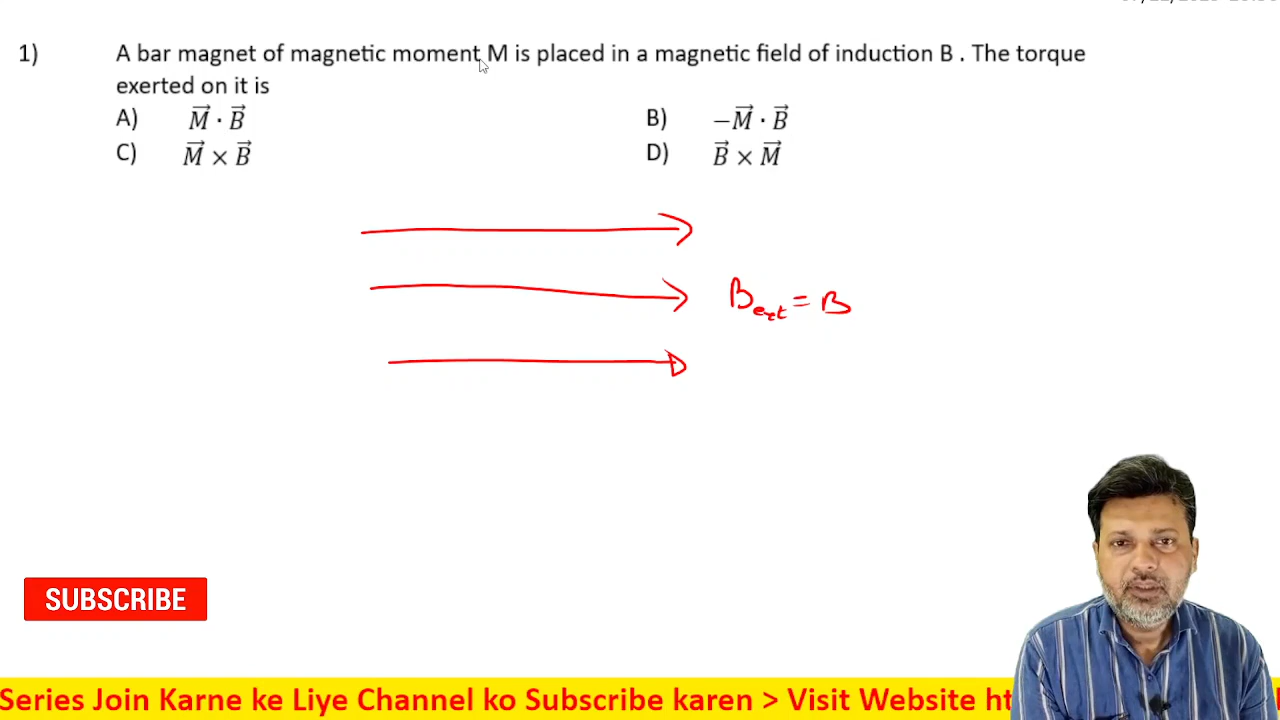 1) A bar magnet of magnetic moment M is placed in a magnetic field of induction B . The torque
exerted on it is
A) M⃗ · B⃗ B) −M⃗ · B⃗
C) M⃗ × B⃗ D) B⃗ × M⃗
B_ext = B
SUBSCRIBE
Series Join Karne ke Liye Channel ko Subscribe karen > Visit Website